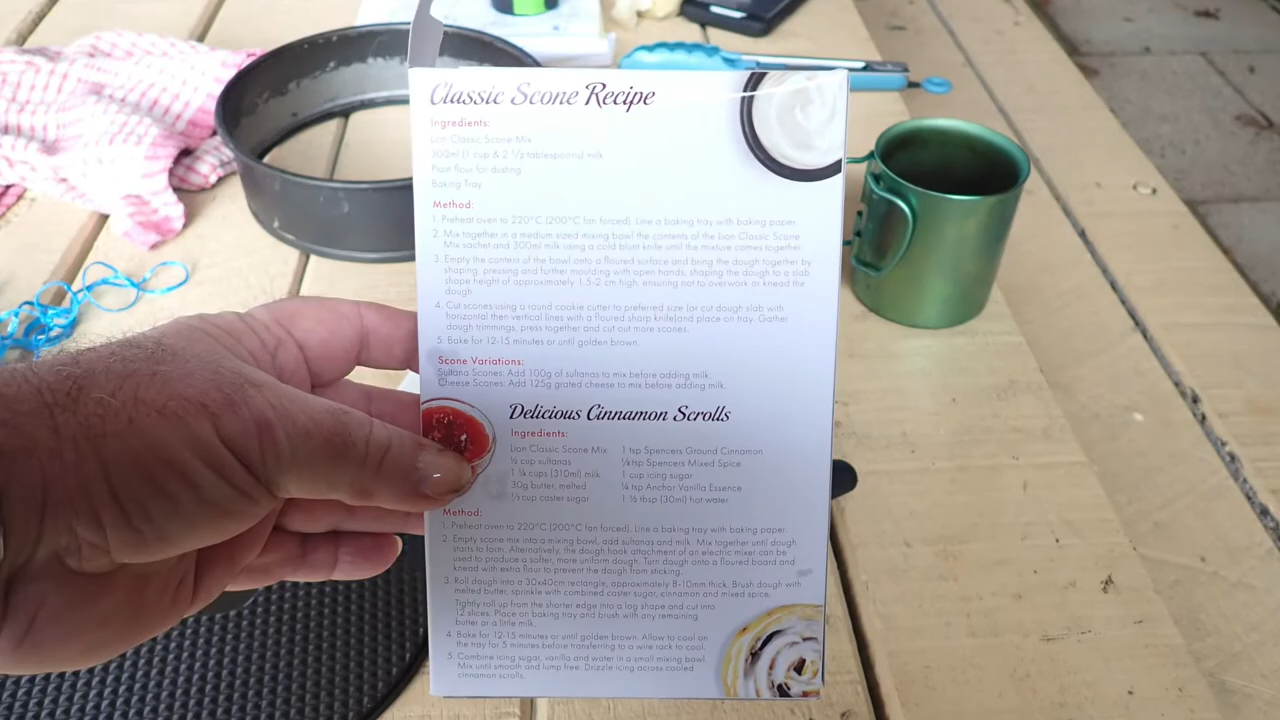 Classic Scone Recipe
Ingredients:
Lion Classic Scone Mix
300ml (1 cup & 2 ½ tablespoons) milk
Plain flour for dusting
Baking Tray
Method:
1. Preheat oven to 220°C (200°C fan forced). Line a baking tray with baking paper.
2. Mix together in a medium sized mixing bowl the contents of the Lion Classic Scone
Mix sachet and 300ml milk using a cold blunt knife until the mixture comes together.
3. Empty the content of the bowl onto a floured surface and bring the dough together by
shaping, pressing and further moulding with open hands, shaping the dough to a slab
shape height of approximately 1.5-2 cm high, ensuring not to overwork or knead the
dough.
4. Cut scones using a round cookie cutter to preferred size (or cut dough slab with
horizontal then vertical lines with a floured sharp knife)and place on tray. Gather
dough trimmings, press together and cut out more scones.
5. Bake for 12-15 minutes or until golden brown.
Scone Variations:
Sultana Scones: Add 100g of sultanas to mix before adding milk.
Cheese Scones: Add 125g grated cheese to mix before adding milk.
Delicious Cinnamon Scrolls
Ingredients:
Lion Classic Scone Mix
½ cup sultanas
1 ¼ cups (310ml) milk
30g butter, melted
⅓ cup caster sugar
1 tsp Spencers Ground Cinnamon
tsp Spencers Mixed Spice
1 cup icing sugar
¼ tsp Anchor Vanilla Essence
1 ½ tbsp (30ml) hot water
Method:
1. Preheat oven to 220°C (200°C fan forced). Line a baking tray with baking paper.
2. Empty scone mix into a mixing bowl, add sultanas and milk. Mix together until dough
starts to form. Alternatively, the dough hook attachment of an electric mixer can be
used to produce a softer, more uniform dough. Turn dough onto a floured board and
knead with extra flour to prevent the dough from sticking.
3. Roll dough into a 30x40cm rectangle, approximately 8-10mm thick. Brush dough with
melted butter, sprinkle with combined caster sugar, cinnamon and mixed spice.
Tightly roll up from the shorter edge into a log shape and cut into
12 slices. Place on baking tray and brush with any remaining
butter or a little milk.
4. Bake for 12-15 minutes or until golden brown. Allow to cool on
the tray for 5 minutes before transferring to a wire rack to cool.
5. Combine icing sugar, vanilla and water in a small mixing bowl.
Mix until smooth and lump free. Drizzle icing across cooled
cinnamon scrolls.